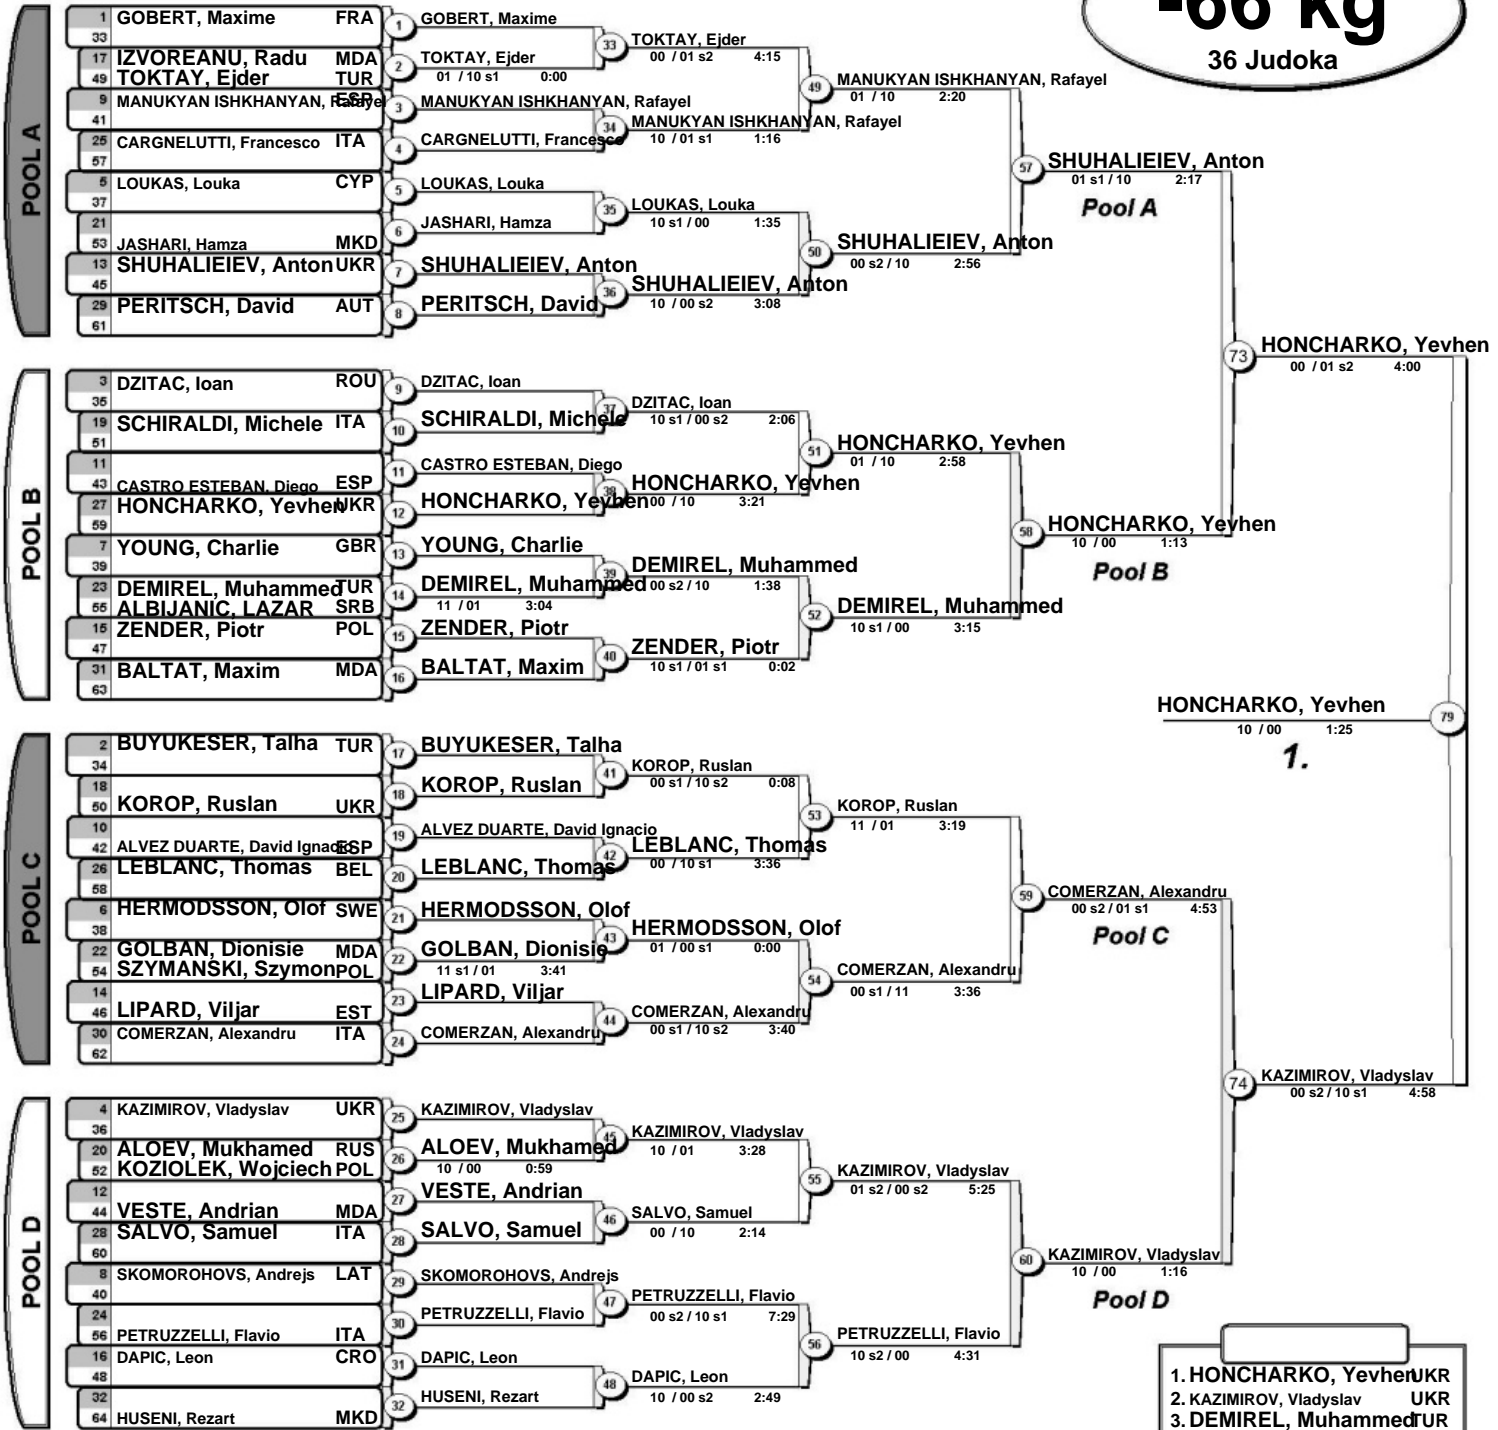 -66 kg
36 Judoka
POOL A
1 GOBERT, Maxime FRA
33
17 IZVOREANU, Radu MDA
49 TOKTAY, Ejder TUR
9 MANUKYAN ISHKHANYAN, Rafayel ESP
41
25 CARGNELUTTI, Francesco ITA
57
5 LOUKAS, Louka CYP
37
21
53 JASHARI, Hamza MKD
13 SHUHALIEIEV, Anton UKR
45
29 PERITSCH, David AUT
61
1 GOBERT, Maxime
2 TOKTAY, Ejder
01 / 10 s1 0:00
3 MANUKYAN ISHKHANYAN, Rafayel
4 CARGNELUTTI, Francesco
5 LOUKAS, Louka
6 JASHARI, Hamza
7 SHUHALIEIEV, Anton
8 PERITSCH, David
33 TOKTAY, Ejder
00 / 01 s2 4:15
34 MANUKYAN ISHKHANYAN, Rafayel
10 / 01 s1 1:16
35 LOUKAS, Louka
10 s1 / 00 1:35
36 SHUHALIEIEV, Anton
10 / 00 s2 3:08
49 MANUKYAN ISHKHANYAN, Rafayel
01 / 10 2:20
50 SHUHALIEIEV, Anton
00 s2 / 10 2:56
57 SHUHALIEIEV, Anton
01 s1 / 10 2:17
Pool A
POOL B
3 DZITAC, Ioan ROU
35
19 SCHIRALDI, Michele ITA
51
11
43 CASTRO ESTEBAN, Diego ESP
27 HONCHARKO, Yevhen UKR
59
7 YOUNG, Charlie GBR
39
23 DEMIREL, Muhammed TUR
55 ALBIJANIC, LAZAR SRB
15 ZENDER, Piotr POL
47
31 BALTAT, Maxim MDA
63
9 DZITAC, Ioan
10 SCHIRALDI, Michele
11 CASTRO ESTEBAN, Diego
12 HONCHARKO, Yevhen
13 YOUNG, Charlie
14 DEMIREL, Muhammed
11 / 01 3:04
15 ZENDER, Piotr
16 BALTAT, Maxim
37 DZITAC, Ioan
10 s1 / 00 s2 2:06
38 HONCHARKO, Yevhen
00 / 10 3:21
39 DEMIREL, Muhammed
00 s2 / 10 1:38
40 ZENDER, Piotr
10 s1 / 01 s1 0:02
51 HONCHARKO, Yevhen
01 / 10 2:58
52 DEMIREL, Muhammed
10 s1 / 00 3:15
58 HONCHARKO, Yevhen
10 / 00 1:13
Pool B
73 HONCHARKO, Yevhen
00 / 01 s2 4:00
HONCHARKO, Yevhen 79
10 / 00 1:25
1.
POOL C
2 BUYUKESER, Talha TUR
34
18
50 KOROP, Ruslan UKR
10
42 ALVEZ DUARTE, David Ignacio ESP
26 LEBLANC, Thomas BEL
58
6 HERMODSSON, Olof SWE
38
22 GOLBAN, Dionisie MDA
54 SZYMANSKI, Szymon POL
14
46 LIPARD, Viljar EST
30 COMERZAN, Alexandru ITA
62
17 BUYUKESER, Talha
18 KOROP, Ruslan
19 ALVEZ DUARTE, David Ignacio
20 LEBLANC, Thomas
21 HERMODSSON, Olof
22 GOLBAN, Dionisie
11 s1 / 01 3:41
23 LIPARD, Viljar
24 COMERZAN, Alexandru
41 KOROP, Ruslan
00 s1 / 10 s2 0:08
42 LEBLANC, Thomas
00 / 10 s1 3:36
43 HERMODSSON, Olof
01 / 00 s1 0:00
44 COMERZAN, Alexandru
00 s1 / 10 s2 3:40
53 KOROP, Ruslan
11 / 01 3:19
54 COMERZAN, Alexandru
00 s1 / 11 3:36
59 COMERZAN, Alexandru
00 s2 / 01 s1 4:53
Pool C
POOL D
4 KAZIMIROV, Vladyslav UKR
36
20 ALOEV, Mukhamed RUS
52 KOZIOLEK, Wojciech POL
12
44 VESTE, Andrian MDA
28 SALVO, Samuel ITA
60
8 SKOMOROHOVS, Andrejs LAT
40
24
56 PETRUZZELLI, Flavio ITA
16 DAPIC, Leon CRO
48
32
64 HUSENI, Rezart MKD
25 KAZIMIROV, Vladyslav
26 ALOEV, Mukhamed
10 / 00 0:59
27 VESTE, Andrian
28 SALVO, Samuel
29 SKOMOROHOVS, Andrejs
30 PETRUZZELLI, Flavio
31 DAPIC, Leon
32 HUSENI, Rezart
45 KAZIMIROV, Vladyslav
10 / 01 3:28
46 SALVO, Samuel
00 / 10 2:14
47 PETRUZZELLI, Flavio
00 s2 / 10 s1 7:29
48 DAPIC, Leon
10 / 00 s2 2:49
55 KAZIMIROV, Vladyslav
01 s2 / 00 s2 5:25
56 PETRUZZELLI, Flavio
10 s2 / 00 4:31
60 KAZIMIROV, Vladyslav
10 / 00 1:16
Pool D
74 KAZIMIROV, Vladyslav
00 s2 / 10 s1 4:58
1. HONCHARKO, Yevhen UKR
2. KAZIMIROV, Vladyslav UKR
3. DEMIREL, Muhammed TUR